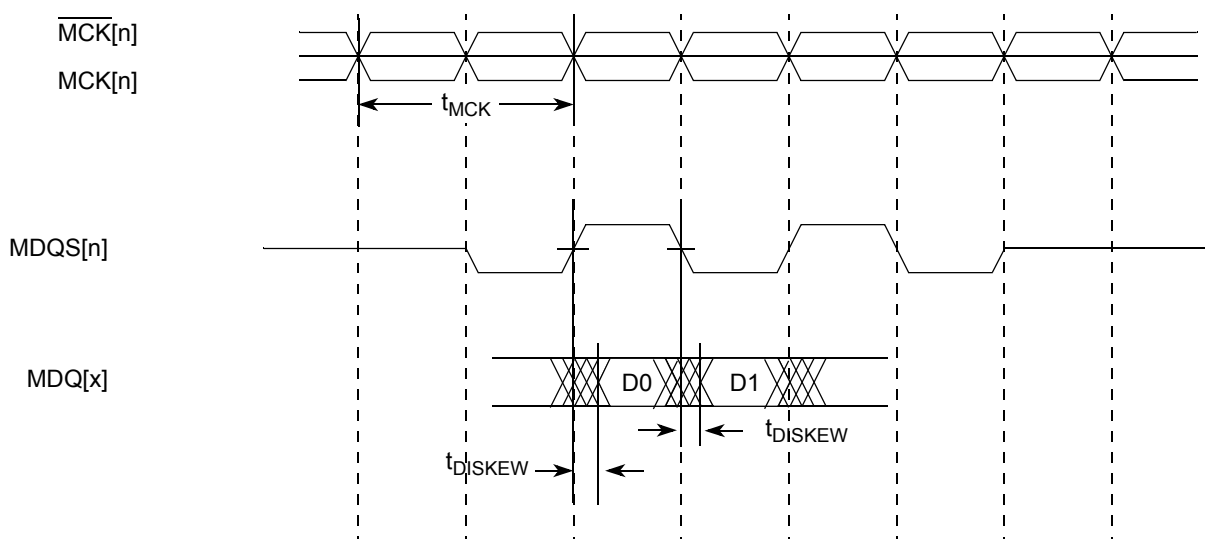 MCK[n]
MCK[n]
tMCK
MDQS[n]
MDQ[x]
D0
D1
tDISKEW
tDISKEW